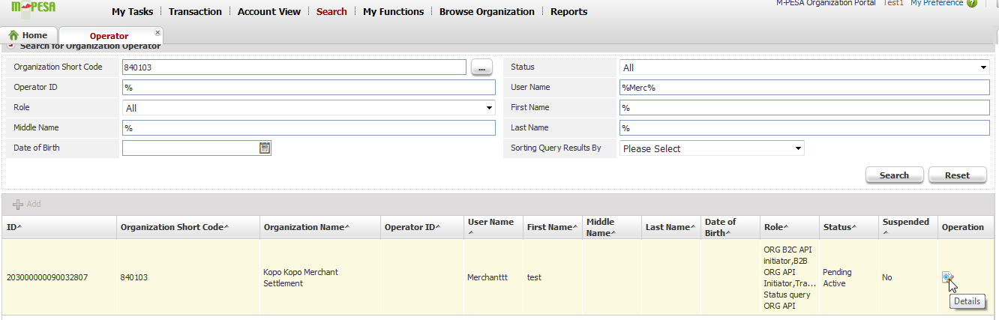 M-PESA Organization Portal Test1 My Preference ?
M-PESA
My Tasks Transaction Account View Search My Functions Browse Organization Reports
Home Operator
Search for Organization Operator
Organization Short Code 840103 ... Status All
Operator ID % User Name %Merc%
Role All First Name %
Middle Name % Last Name %
Date of Birth Sorting Query Results By Please Select
Search Reset
Add
ID Organization Short Code Organization Name Operator ID User Name First Name Middle Name Last Name Date of Birth Role Status Suspended Operation
203000000090032807 840103 Kopo Kopo Merchant Settlement Merchanttt test ORG B2C API initiator,B2B ORG API Initiator,Tra... Status query ORG API Pending Active No
Details